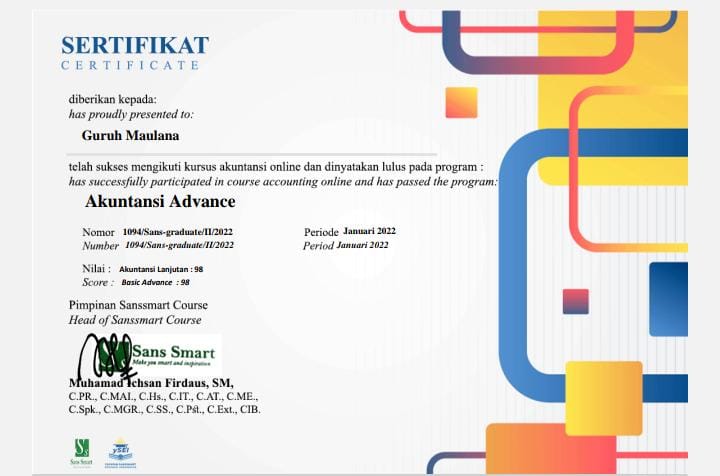 SERTIFIKAT
CERTIFICATE
diberikan kepada:
has proudly presented to:
Guruh Maulana
telah sukses mengikuti kursus akuntansi online dan dinyatakan lulus pada program :
has successfully participated in course accounting online and has passed the program:
Akuntansi Advance
Nomor 1094/Sans-graduate/II/2022 Periode Januari 2022
Number 1094/Sans-graduate/II/2022 Period Januari 2022
Nilai : Akuntansi Lanjutan : 98
Score : Basic Advance : 98
Pimpinan Sanssmart Course
Head of Sanssmart Course
Sans Smart
Make you smart and inspirative
Muhamad Ichsan Firdaus, SM,
C.PR., C.MAI., C.Hs., C.IT., C.AT., C.ME.,
C.Spk., C.MGR., C.SS., C.Pst., C.Ext., CIB.
Sans Smart
ySEI